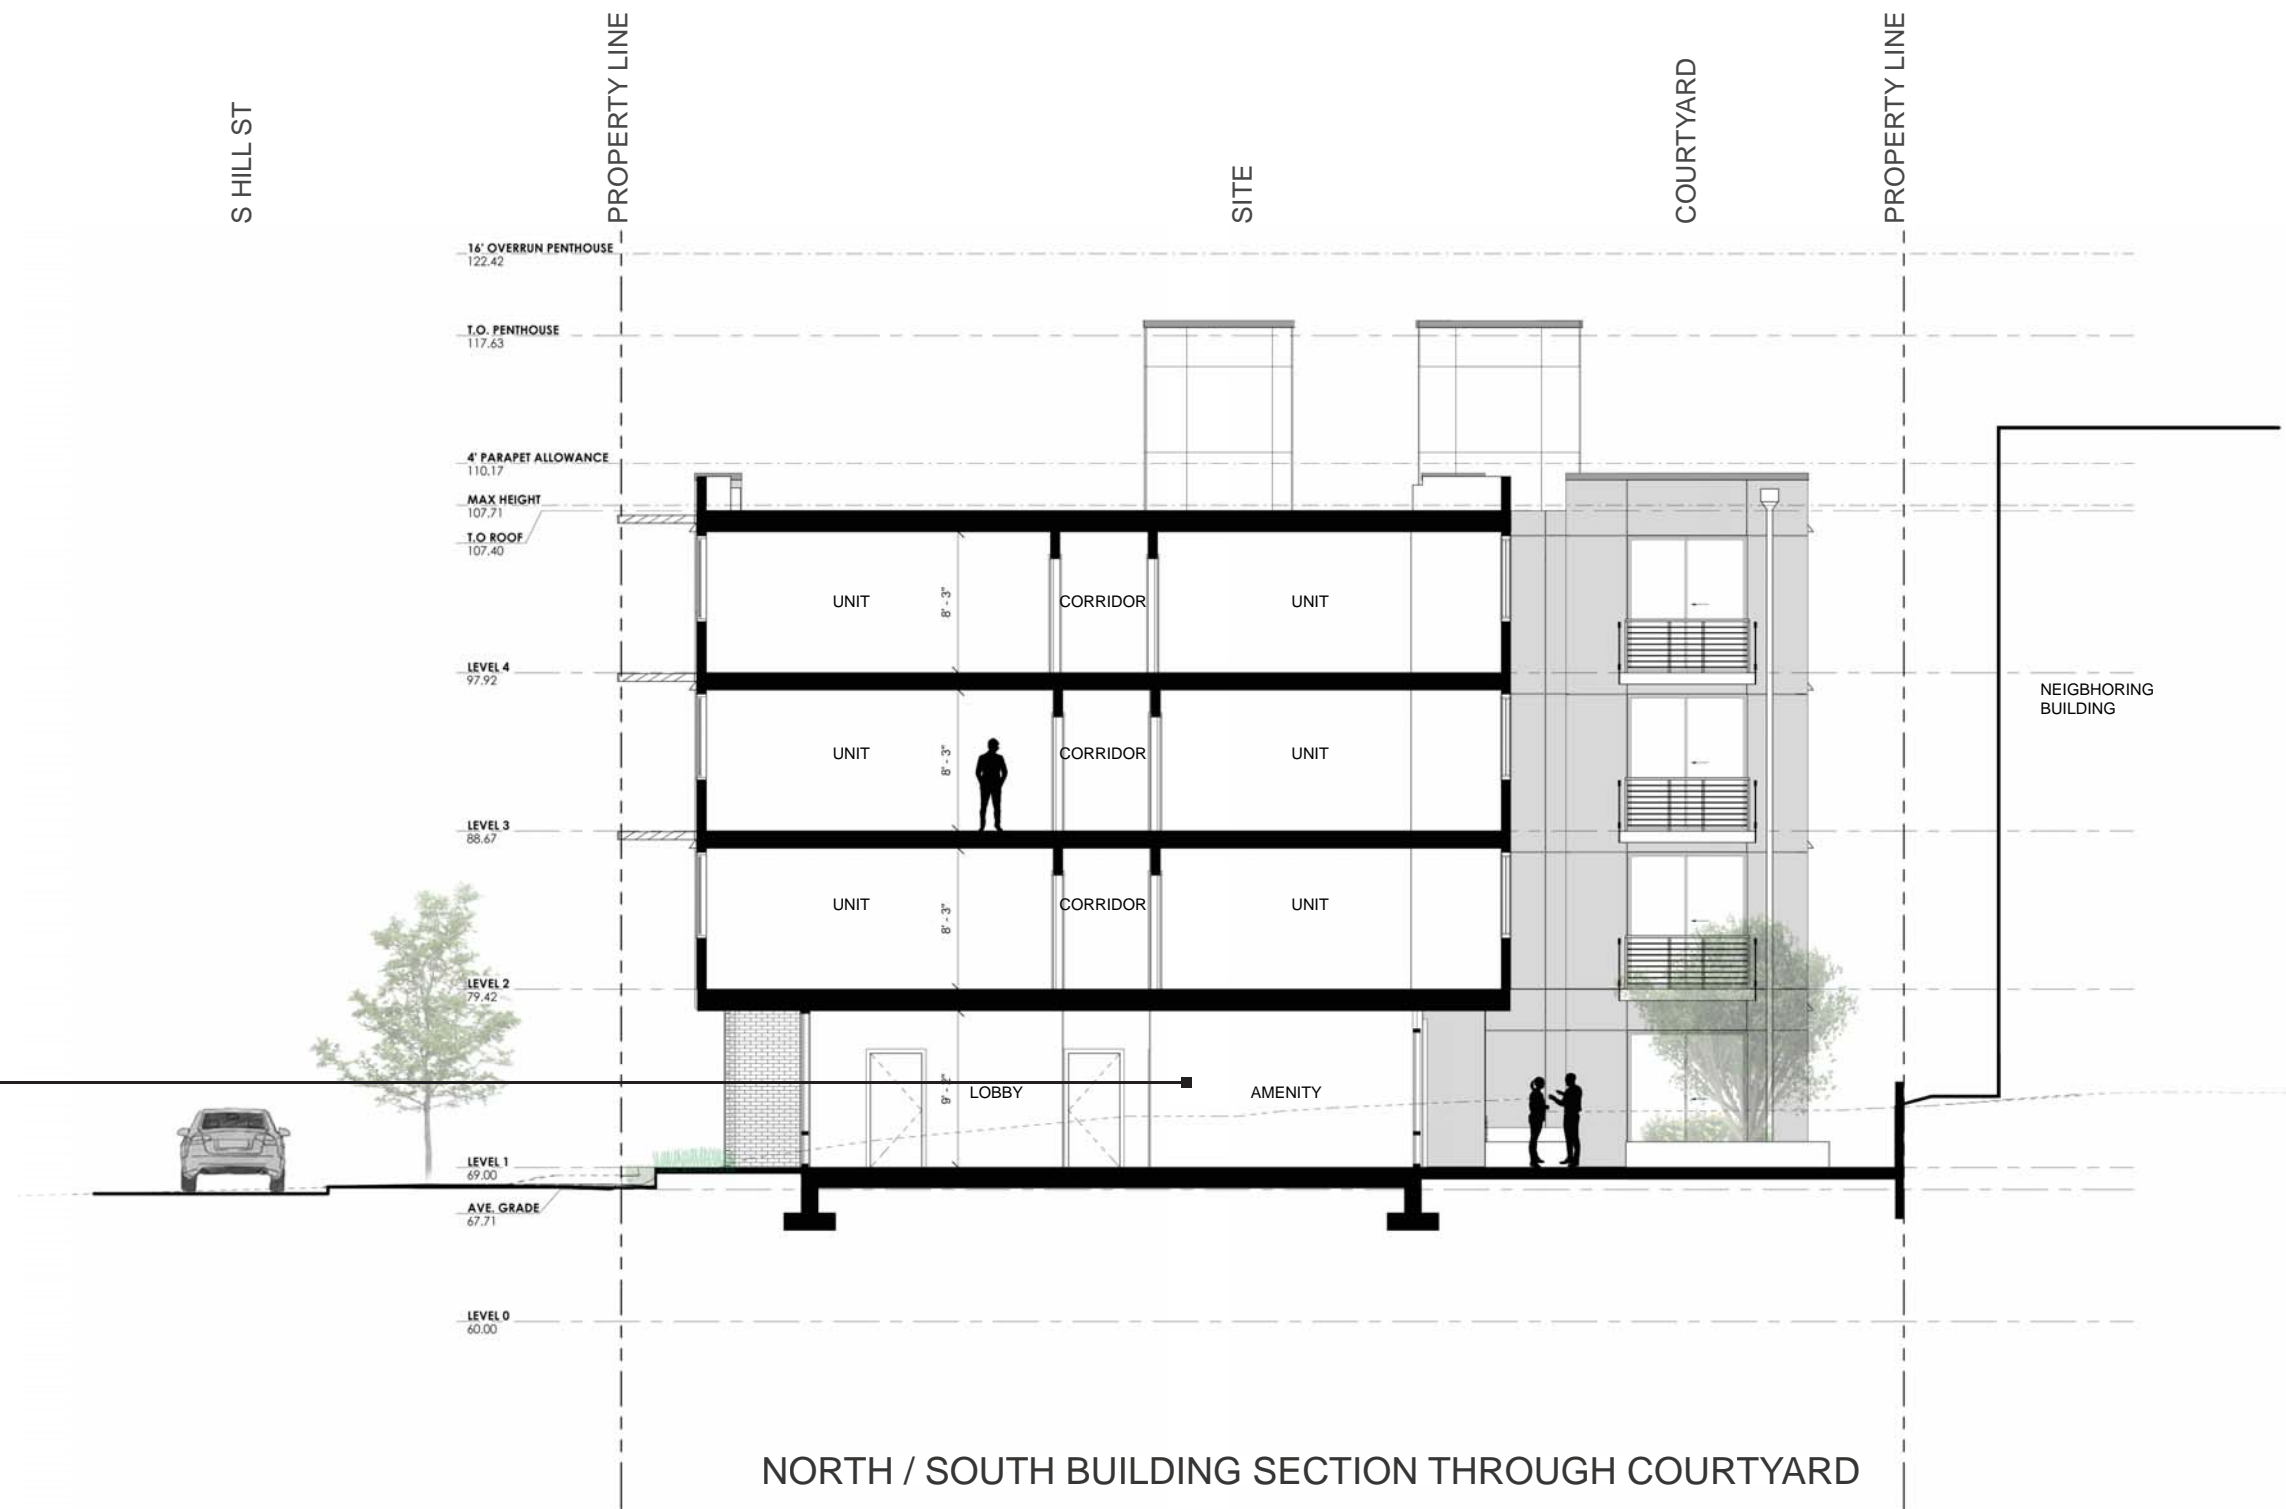 S HILL ST
PROPERTY LINE
SITE
COURTYARD
PROPERTY LINE
16' OVERRUN PENTHOUSE
122.42
T.O. PENTHOUSE
117.63
4' PARAPET ALLOWANCE
110.17
MAX HEIGHT
107.71
T.O ROOF
107.40
UNIT
8' - 3"
CORRIDOR
UNIT
LEVEL 4
97.92
NEIGBHORING
BUILDING
UNIT
8' - 3"
CORRIDOR
UNIT
LEVEL 3
88.67
UNIT
8' - 3"
CORRIDOR
UNIT
LEVEL 2
79.42
9' - 2"
LOBBY
AMENITY
LEVEL 1
69.00
AVE. GRADE
67.71
LEVEL 0
60.00
NORTH / SOUTH BUILDING SECTION THROUGH COURTYARD